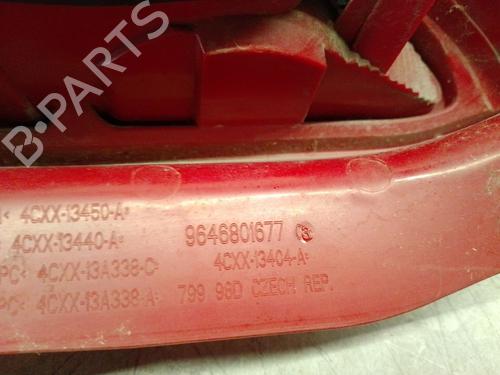 B-PARTS
< 4CXX-13450-A>
9646801677
< 4CXX-13440-A>
4CXX-13404-A>
PC< 4CXX-13A338-C>
PC< 4CXX-13A338-A>
799 98D CZECH REP.